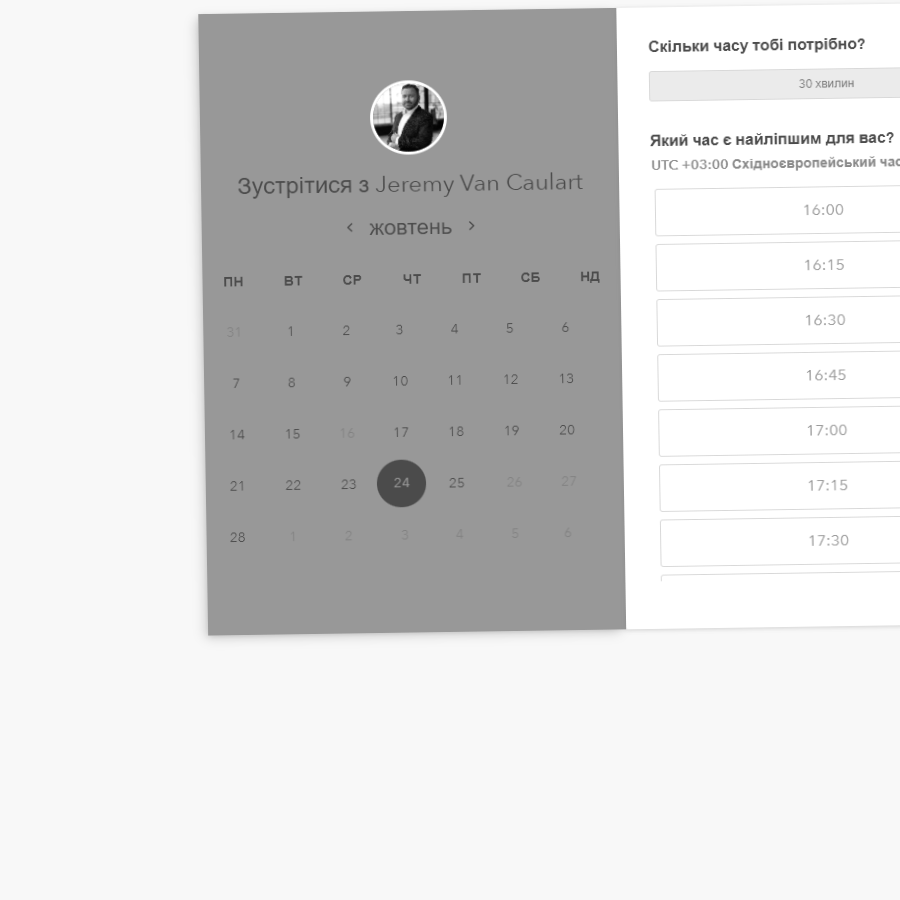 Зустрітися з Jeremy Van Caulart
‹ жовтень ›
ПН ВТ СР ЧТ ПТ СБ НД
31 1 2 3 4 5 6
7 8 9 10 11 12 13
14 15 16 17 18 19 20
21 22 23 24 25 26 27
28 1 2 3 4 5 6
Скільки часу тобі потрібно?
30 хвилин
Який час є найліпшим для вас?
UTC +03:00 Східноєвропейський час
16:00
16:15
16:30
16:45
17:00
17:15
17:30